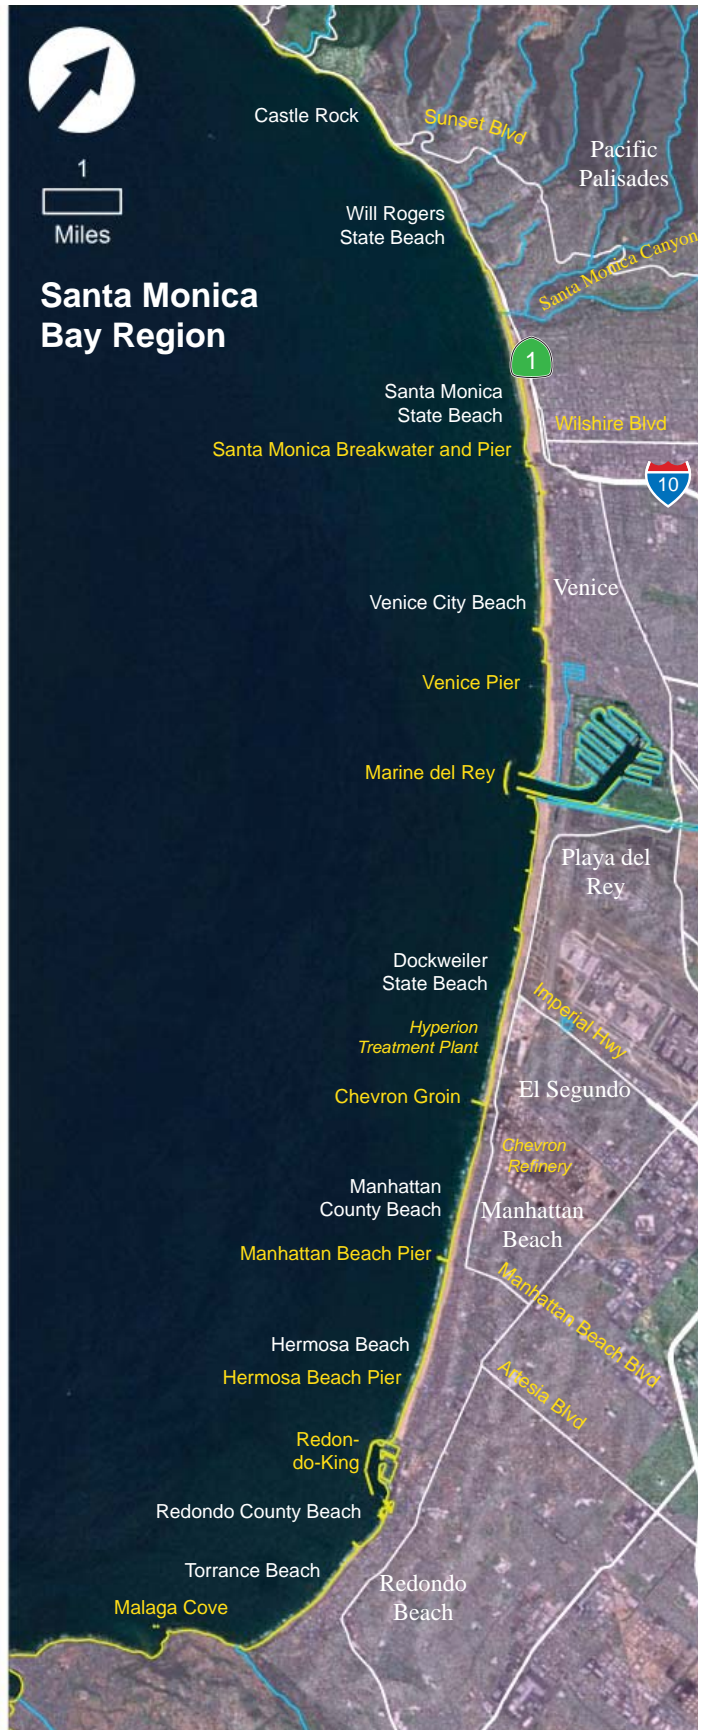 Castle Rock
Sunset Blvd
Pacific
Palisades
1
Miles
Will Rogers
State Beach
Santa Monica Canyon
Santa Monica
Bay Region
1
Santa Monica
State Beach
Wilshire Blvd
Santa Monica Breakwater and Pier
10
Venice
Venice City Beach
Venice Pier
Marine del Rey
Playa del
Rey
Dockweiler
State Beach
Imperial Hwy
Hyperion
Treatment Plant
El Segundo
Chevron Groin
Chevron
Refinery
Manhattan
County Beach
Manhattan
Beach
Manhattan Beach Pier
Manhattan Beach Blvd
Hermosa Beach
Hermosa Beach Pier
Artesia Blvd
Redon-
do-King
Redondo County Beach
Torrance Beach
Redondo
Beach
Malaga Cove